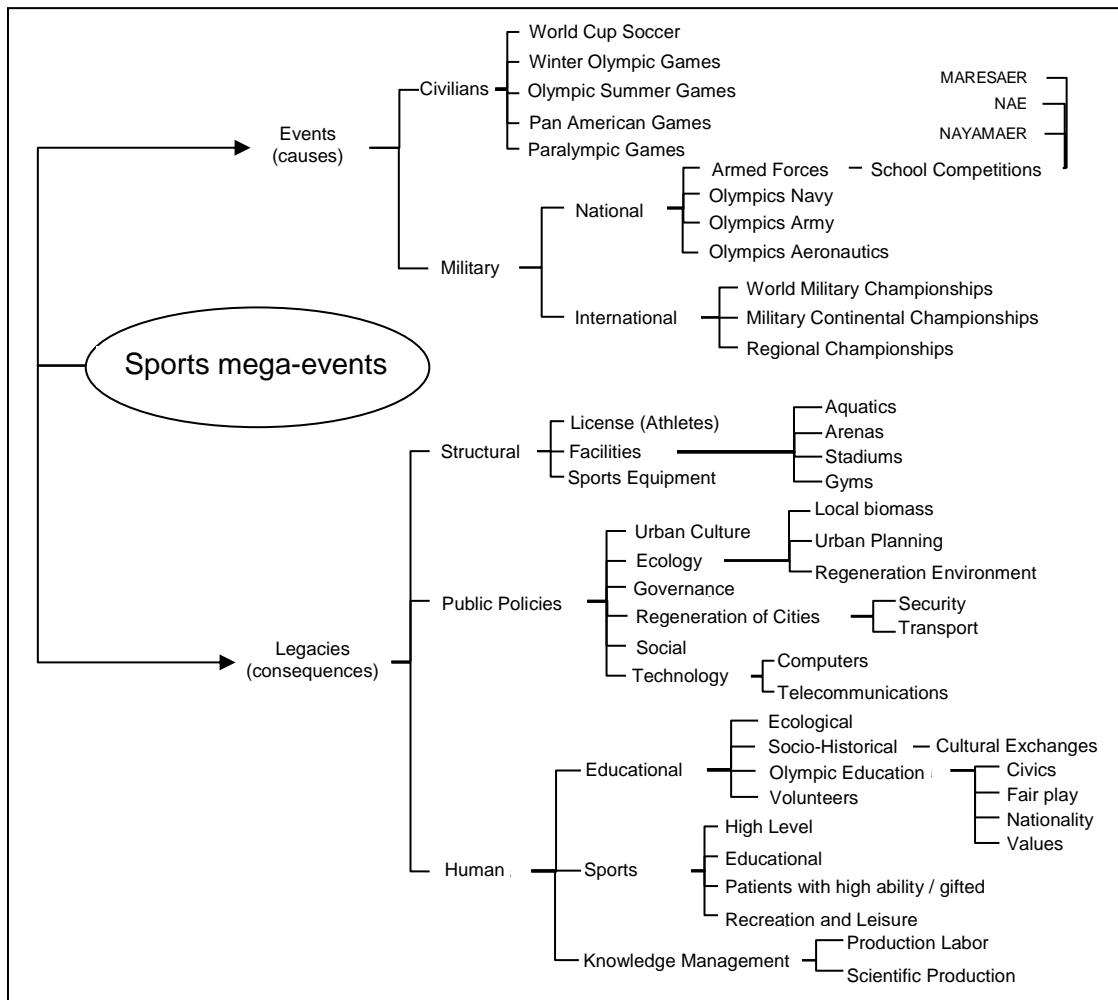 World Cup Soccer
Winter Olympic Games
Civilians
Olympic Summer Games
Pan American Games
Paralympic Games
Events
(causes)
MARESAER
NAE
NAYAMAER
Armed Forces
School Competitions
National
Olympics Navy
Olympics Army
Olympics Aeronautics
Military
World Military Championships
International
Military Continental Championships
Regional Championships
Sports mega-events
Structural
License (Athletes)
Facilities
Sports Equipment
Aquatics
Arenas
Stadiums
Gyms
Public Policies
Urban Culture
Ecology
Local biomass
Urban Planning
Regeneration Environment
Governance
Regeneration of Cities
Security
Transport
Social
Technology
Computers
Telecommunications
Legacies
(consequences)
Human
Educational
Ecological
Socio-Historical
Cultural Exchanges
Olympic Education
Civics
Fair play
Nationality
Values
Volunteers
Sports
High Level
Educational
Patients with high ability / gifted
Recreation and Leisure
Knowledge Management
Production Labor
Scientific Production